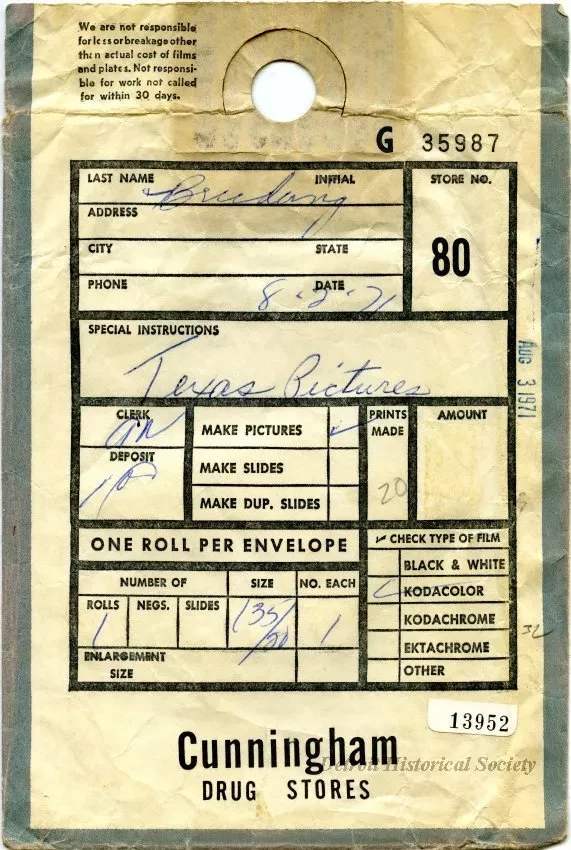 We are not responsible
for loss or breakage other
than actual cost of films
and plates. Not responsi-
ble for work not called
for within 30 days.
G 35987
LAST NAME INITIAL
STORE NO.
ADDRESS
CITY STATE
80
PHONE DATE
8-2-71
SPECIAL INSTRUCTIONS
Texas Pictures
AUG 3 1971
CLERK
DEPOSIT
MAKE PICTURES
MAKE SLIDES
MAKE DUP. SLIDES
PRINTS
MADE
20
AMOUNT
ONE ROLL PER ENVELOPE
CHECK TYPE OF FILM
BLACK & WHITE
KODACOLOR
KODACHROME
EKTACHROME
OTHER
NUMBER OF SIZE NO. EACH
ROLLS NEGS. SLIDES
1 135/20 1
ENLARGEMENT
SIZE
32
13952
Cunningham
DRUG STORES
Detroit Historical Society